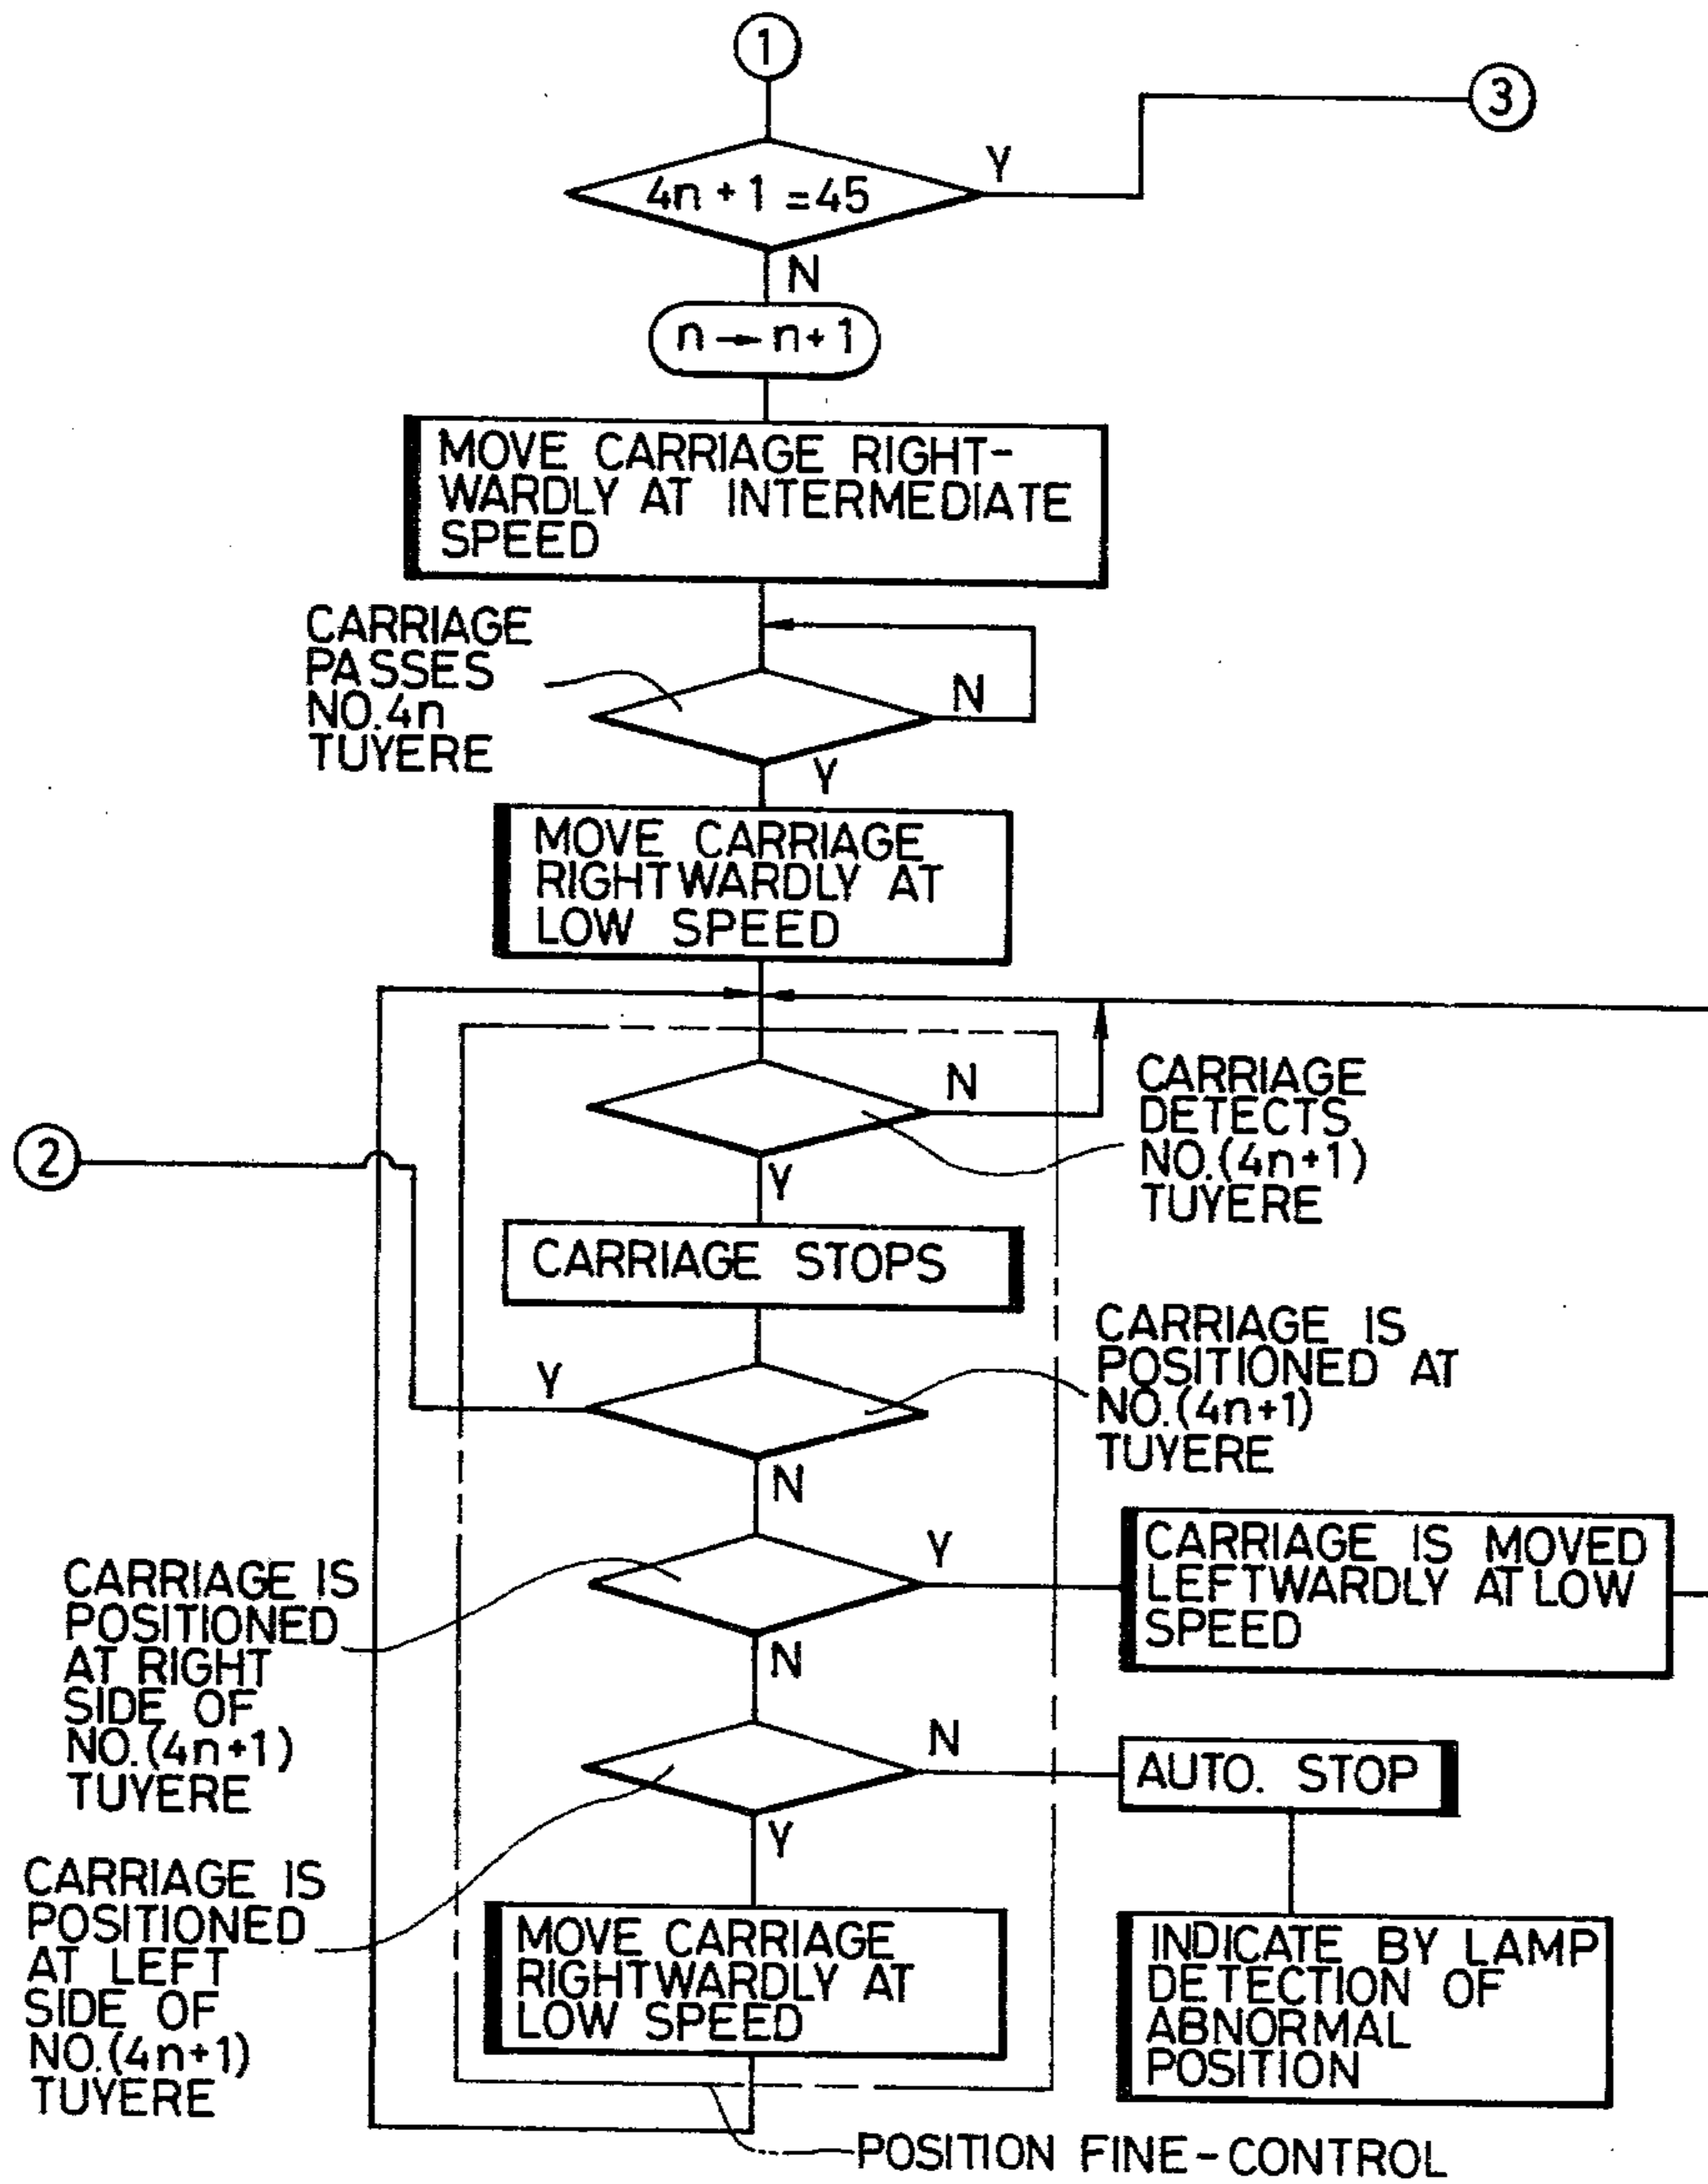 1
3
4n+1=45
Y
N
n→n+1
MOVE CARRIAGE RIGHT-
WARDLY AT INTERMEDIATE
SPEED
CARRIAGE
PASSES
NO.4n
TUYERE
N
Y
MOVE CARRIAGE
RIGHTWARDLY AT
LOW SPEED
N
CARRIAGE
DETECTS
NO.(4n+1)
TUYERE
2
Y
CARRIAGE STOPS
CARRIAGE IS
POSITIONED AT
NO.(4n+1)
TUYERE
Y
N
CARRIAGE IS
POSITIONED
AT RIGHT
SIDE OF
NO.(4n+1)
TUYERE
Y
CARRIAGE IS MOVED
LEFTWARDLY AT LOW
SPEED
N
N
AUTO. STOP
Y
CARRIAGE IS
POSITIONED
AT LEFT
SIDE OF
NO.(4n+1)
TUYERE
MOVE CARRIAGE
RIGHTWARDLY AT
LOW SPEED
INDICATE BY LAMP
DETECTION OF
ABNORMAL
POSITION
POSITION FINE-CONTROL